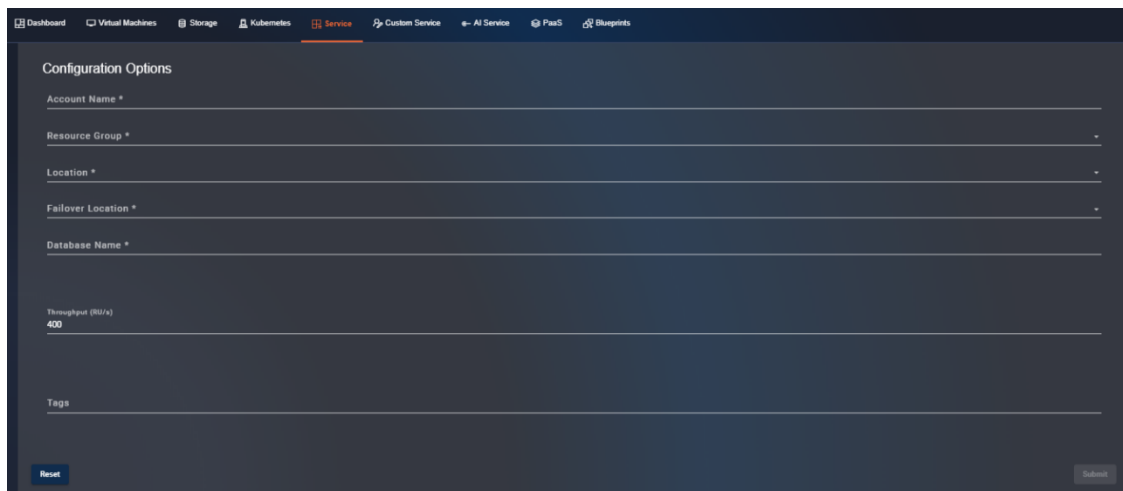 Dashboard Virtual Machines Storage Kubernetes Service Custom Service AI Service PaaS Blueprints
Configuration Options
Account Name *
Resource Group *
Location *
Failover Location *
Database Name *
Throughput (RU/s)
400
Tags
Reset Submit